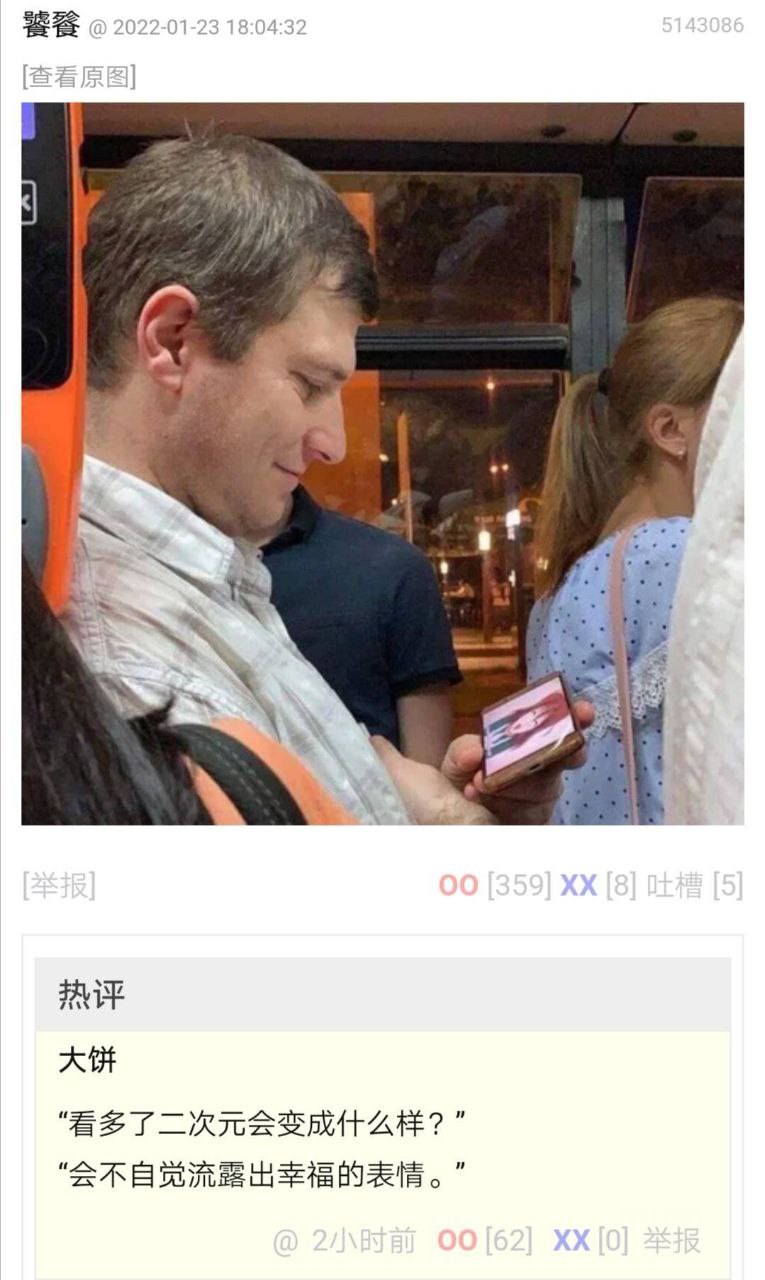 饕餮 @ 2022-01-23 18:04:32 5143086
[查看原图]
[举报] OO [359] XX [8] 吐槽 [5]
热评
大饼
“看多了二次元会变成什么样？”
“会不自觉流露出幸福的表情。”
@ 2小时前 OO [62] XX [0] 举报